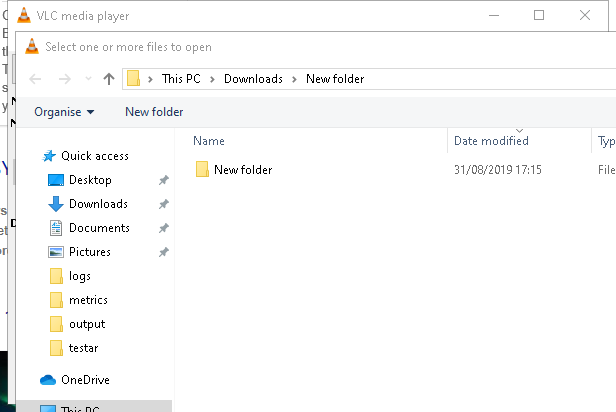 VLC media player
Select one or more files to open
This PC > Downloads > New folder
Organise New folder
Name Date modified
New folder 31/08/2019 17:15
Quick access
Desktop
Downloads
Documents
Pictures
logs
metrics
output
testar
OneDrive
This PC